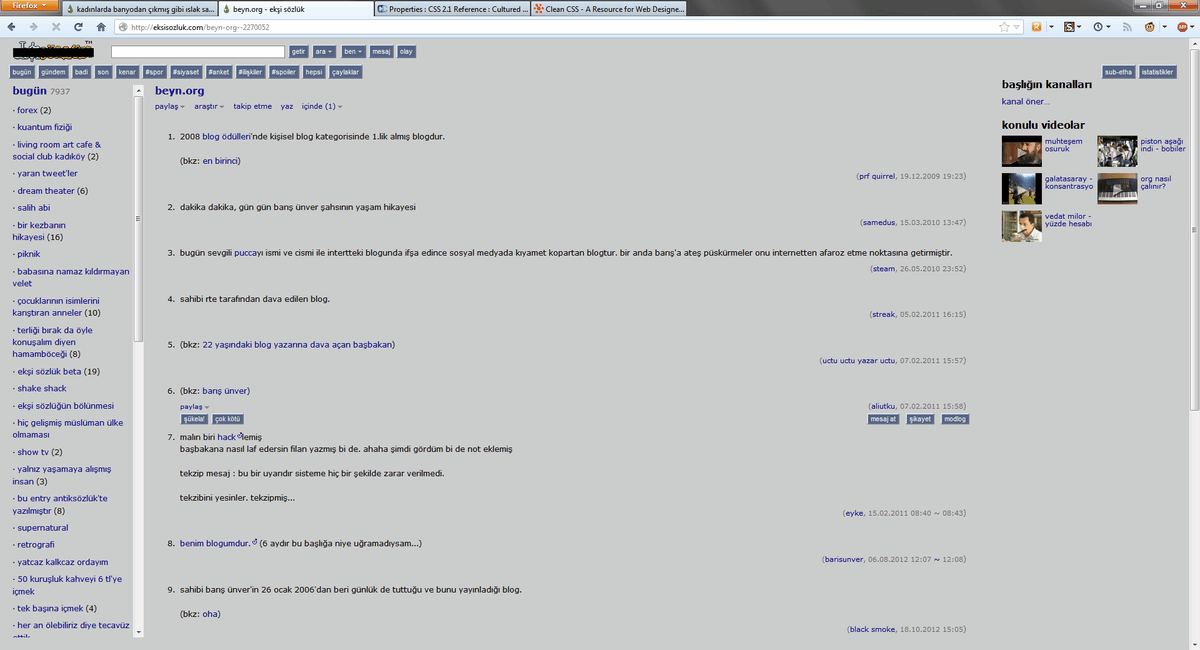 Firefox
kadınlarda banyodan çıkmış gibi ıslak sa...
beyn.org - ekşi sözlük
Properties : CSS 2.1 Reference : Cultured ...
Clean CSS - A Resource for Web Designe...
http://eksisozluk.com/beyn-org--2270052
TM
getir
ara
ben
mesaj
olay
bugün
gündem
badi
son
kenar
#spor
#siyaset
#anket
#ilişkiler
#spoiler
hepsi
çaylaklar
sub-etha
istatistikler
bugün 7937
· forex (2)
· kuantum fiziği
· living room art cafe &
social club kadıköy (2)
· yaran tweet'ler
· dream theater (6)
· salih abi
· bir kezbanın
hikayesi (16)
· piknik
· babasına namaz kıldırmayan
velet
· çocuklarının isimlerini
karıştıran anneler (10)
· terliği bırak da öyle
konuşalım diyen
hamamböceği (8)
· ekşi sözlük beta (19)
· shake shack
· ekşi sözlüğün bölünmesi
· hiç gelişmiş müslüman ülke
olmaması
· show tv (2)
· yalnız yaşamaya alışmış
insan (3)
· bu entry antiksözlük'te
yazılmıştır (8)
· supernatural
· retrografi
· yatcaz kalkcaz ordayım
· 50 kuruşluk kahveyi 6 tl'ye
içmek
· tek başına içmek (4)
· her an ölebiliriz diye tecavüz
beyn.org
paylaş araştır takip etme yaz içinde (1)
1. 2008 blog ödülleri'nde kişisel blog kategorisinde 1.lik almış blogdur.
(bkz: en birinci)
(prf quirrel, 19.12.2009 19:23)
2. dakika dakika, gün gün barış ünver şahsının yaşam hikayesi
(samedus, 15.03.2010 13:47)
3. bugün sevgili puccayı ismi ve cismi ile intertteki blogunda ifşa edince sosyal medyada kıyamet kopartan blogtur. bir anda barış'a ateş püskürmeler onu internetten afaroz etme noktasına getirmiştir.
(steam, 26.05.2010 23:52)
4. sahibi rte tarafından dava edilen blog.
(streak, 05.02.2011 16:15)
5. (bkz: 22 yaşındaki blog yazarına dava açan başbakan)
(uctu uctu yazar uctu, 07.02.2011 15:57)
6. (bkz: barış ünver)
paylaş
(aliutku, 07.02.2011 15:58)
şükela!
çok kötü
mesaj at
şikayet
modlog
7. malın biri hack lemiş
başbakana nasıl laf edersin filan yazmış bi de. ahaha şimdi gördüm bi de not eklemiş
tekzip mesaj : bu bir uyarıdır sisteme hiç bir şekilde zarar verilmedi.
tekzibini yesinler. tekzipmiş...
(eyke, 15.02.2011 08:40 ~ 08:43)
8. benim blogumdur. (6 aydır bu başlığa niye uğramadıysam...)
(barisunver, 06.08.2012 12:07 ~ 12:08)
9. sahibi barış ünver'in 26 ocak 2006'dan beri günlük de tuttuğu ve bunu yayınladığı blog.
(bkz: oha)
(black smoke, 18.10.2012 15:05)
başlığın kanalları
kanal öner...
konulu videolar
muhteşem
osuruk
piston aşağı
indi - bobiler
galatasaray -
konsantrasyo
org nasıl
çalınır?
vedat milor -
yüzde hesabı